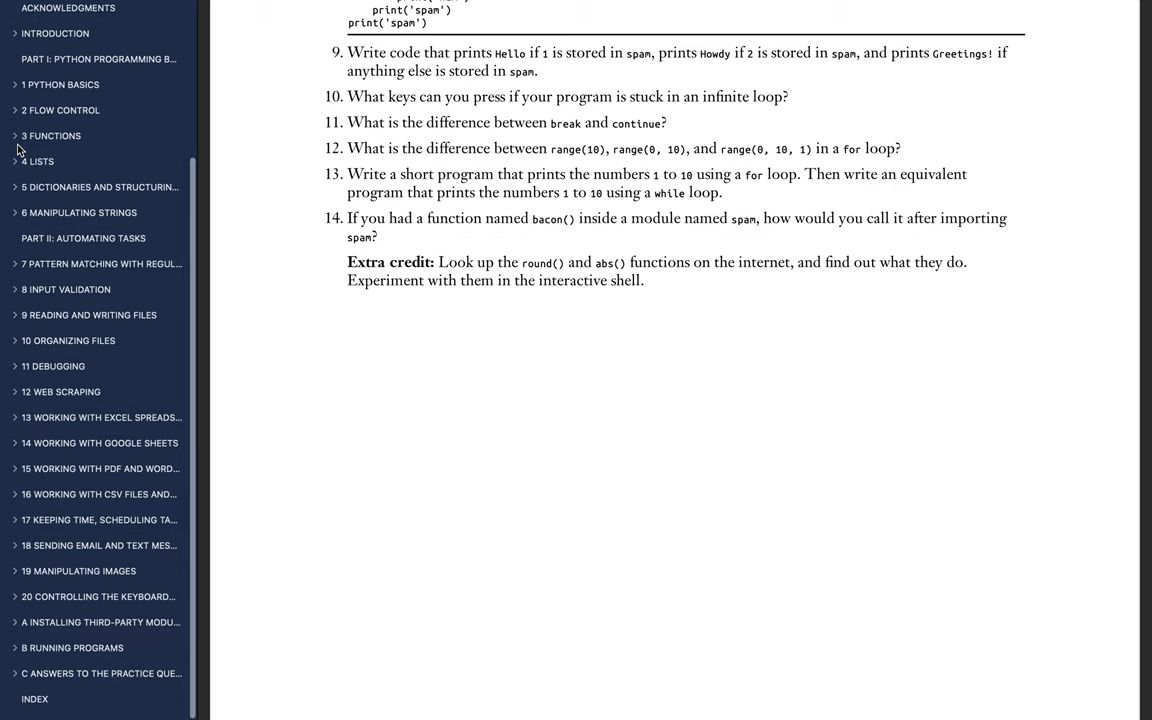 ACKNOWLEDGMENTS
INTRODUCTION
PART I: PYTHON PROGRAMMING B...
1 PYTHON BASICS
2 FLOW CONTROL
3 FUNCTIONS
4 LISTS
5 DICTIONARIES AND STRUCTURIN...
6 MANIPULATING STRINGS
PART II: AUTOMATING TASKS
7 PATTERN MATCHING WITH REGUL...
8 INPUT VALIDATION
9 READING AND WRITING FILES
10 ORGANIZING FILES
11 DEBUGGING
12 WEB SCRAPING
13 WORKING WITH EXCEL SPREADS...
14 WORKING WITH GOOGLE SHEETS
15 WORKING WITH PDF AND WORD...
16 WORKING WITH CSV FILES AND...
17 KEEPING TIME, SCHEDULING TA...
18 SENDING EMAIL AND TEXT MES...
19 MANIPULATING IMAGES
20 CONTROLLING THE KEYBOARD...
A INSTALLING THIRD-PARTY MODU...
B RUNNING PROGRAMS
C ANSWERS TO THE PRACTICE QUE...
INDEX
print('spam')
print('spam')
9. Write code that prints Hello if 1 is stored in spam, prints Howdy if 2 is stored in spam, and prints Greetings! if
anything else is stored in spam.
10. What keys can you press if your program is stuck in an infinite loop?
11. What is the difference between break and continue?
12. What is the difference between range(10), range(0, 10), and range(0, 10, 1) in a for loop?
13. Write a short program that prints the numbers 1 to 10 using a for loop. Then write an equivalent
program that prints the numbers 1 to 10 using a while loop.
14. If you had a function named bacon() inside a module named spam, how would you call it after importing
spam?
Extra credit: Look up the round() and abs() functions on the internet, and find out what they do.
Experiment with them in the interactive shell.